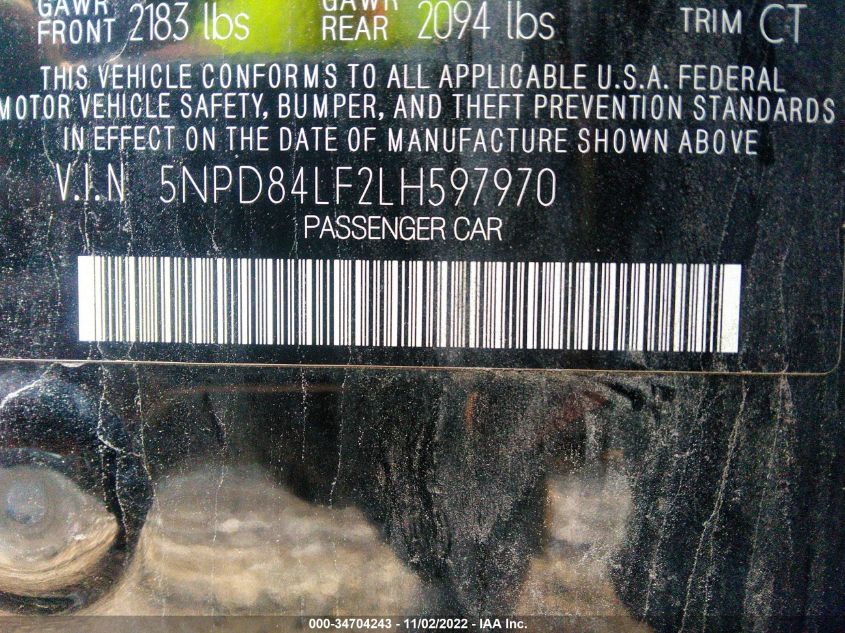 GAWR FRONT 2183 lbs GAWR REAR 2094 lbs TRIM CT
THIS VEHICLE CONFORMS TO ALL APPLICABLE U.S.A. FEDERAL
MOTOR VEHICLE SAFETY, BUMPER, AND THEFT PREVENTION STANDARDS
IN EFFECT ON THE DATE OF MANUFACTURE SHOWN ABOVE
V.I.N 5NPD84LF2LH597970
PASSENGER CAR
000-34704243 - 11/02/2022 - IAA Inc.